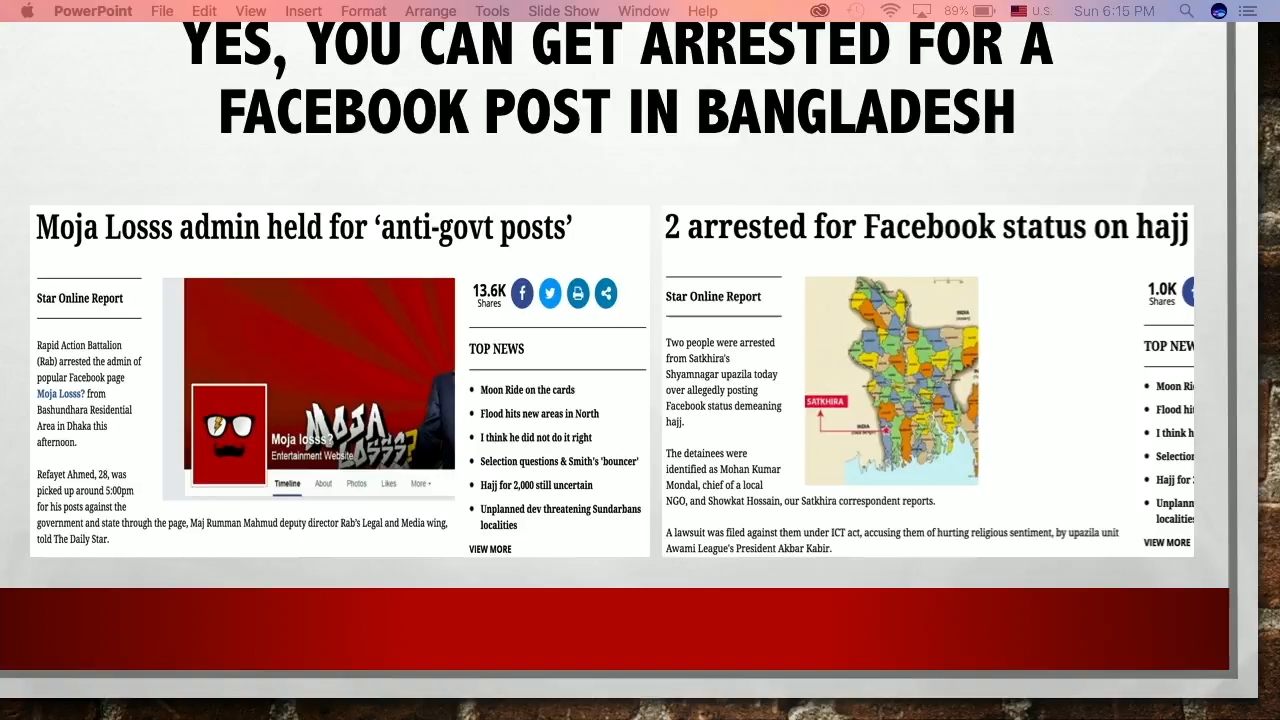 PowerPoint File Edit View Insert Format Arrange Tools Slide Show Window Help 89% U.S. Sun 6:15 PM
YES, YOU CAN GET ARRESTED FOR A
FACEBOOK POST IN BANGLADESH
Moja Losss admin held for ‘anti-govt posts’
Star Online Report
Rapid Action Battalion
(Rab) arrested the admin of
popular Facebook page
Moja Losss? from
Bashundhara Residential
Area in Dhaka this
afternoon.
Refayet Ahmed, 28, was
picked up around 5:00pm
for his posts against the
government and state through the page, Maj Rumman Mahmud deputy director Rab's Legal and Media wing,
told The Daily Star.
MOJA
LOSSS?
Moja losss?
Entertainment Website
Timeline About Photos Likes More
13.6K
Shares
TOP NEWS
Moon Ride on the cards
Flood hits new areas in North
I think he did not do it right
Selection questions & Smith's 'bouncer'
Hajj for 2,000 still uncertain
Unplanned dev threatening Sundarbans
localities
VIEW MORE
2 arrested for Facebook status on hajj
Star Online Report
Two people were arrested
from Satkhira's
Shyamnagar upazila today
over allegedly posting
Facebook status demeaning
hajj.
The detainees were
identified as Mohan Kumar
Mondal, chief of a local
NGO, and Showkat Hossain, our Satkhira correspondent reports.
A lawsuit was filed against them under ICT act, accusing them of hurting religious sentiment, by upazila unit
Awami League's President Akbar Kabir.
INDIA
SATKHIRA
INDIA
1.0K
Shares
TOP NEW
Moon Ri
Flood hi
I think h
Selection
Hajj for
Unplann
localitie
VIEW MORE